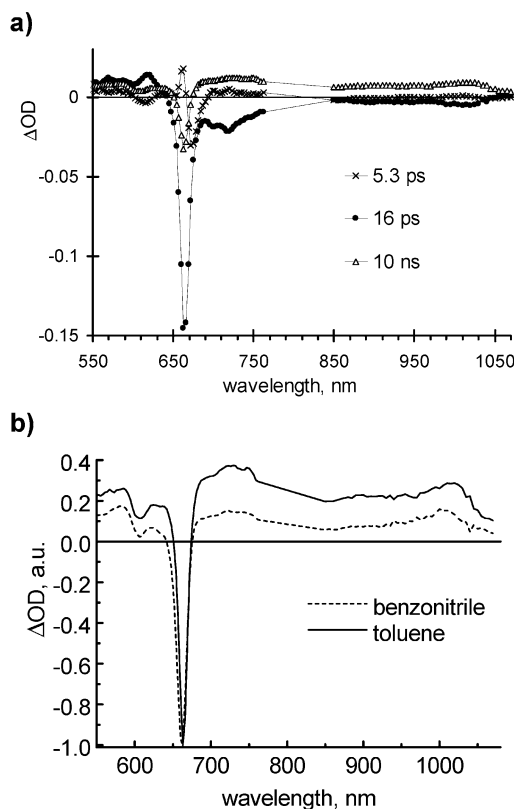 a)
ΔOD
0
-0.05
-0.1
-0.15
5.3 ps
16 ps
10 ns
550 650 750 850 950 1050
wavelength, nm
b)
ΔOD, a.u.
0.4
0.2
0.0
-0.2
-0.4
-0.6
-0.8
-1.0
benzonitrile
toluene
600 700 800 900 1000
wavelength, nm